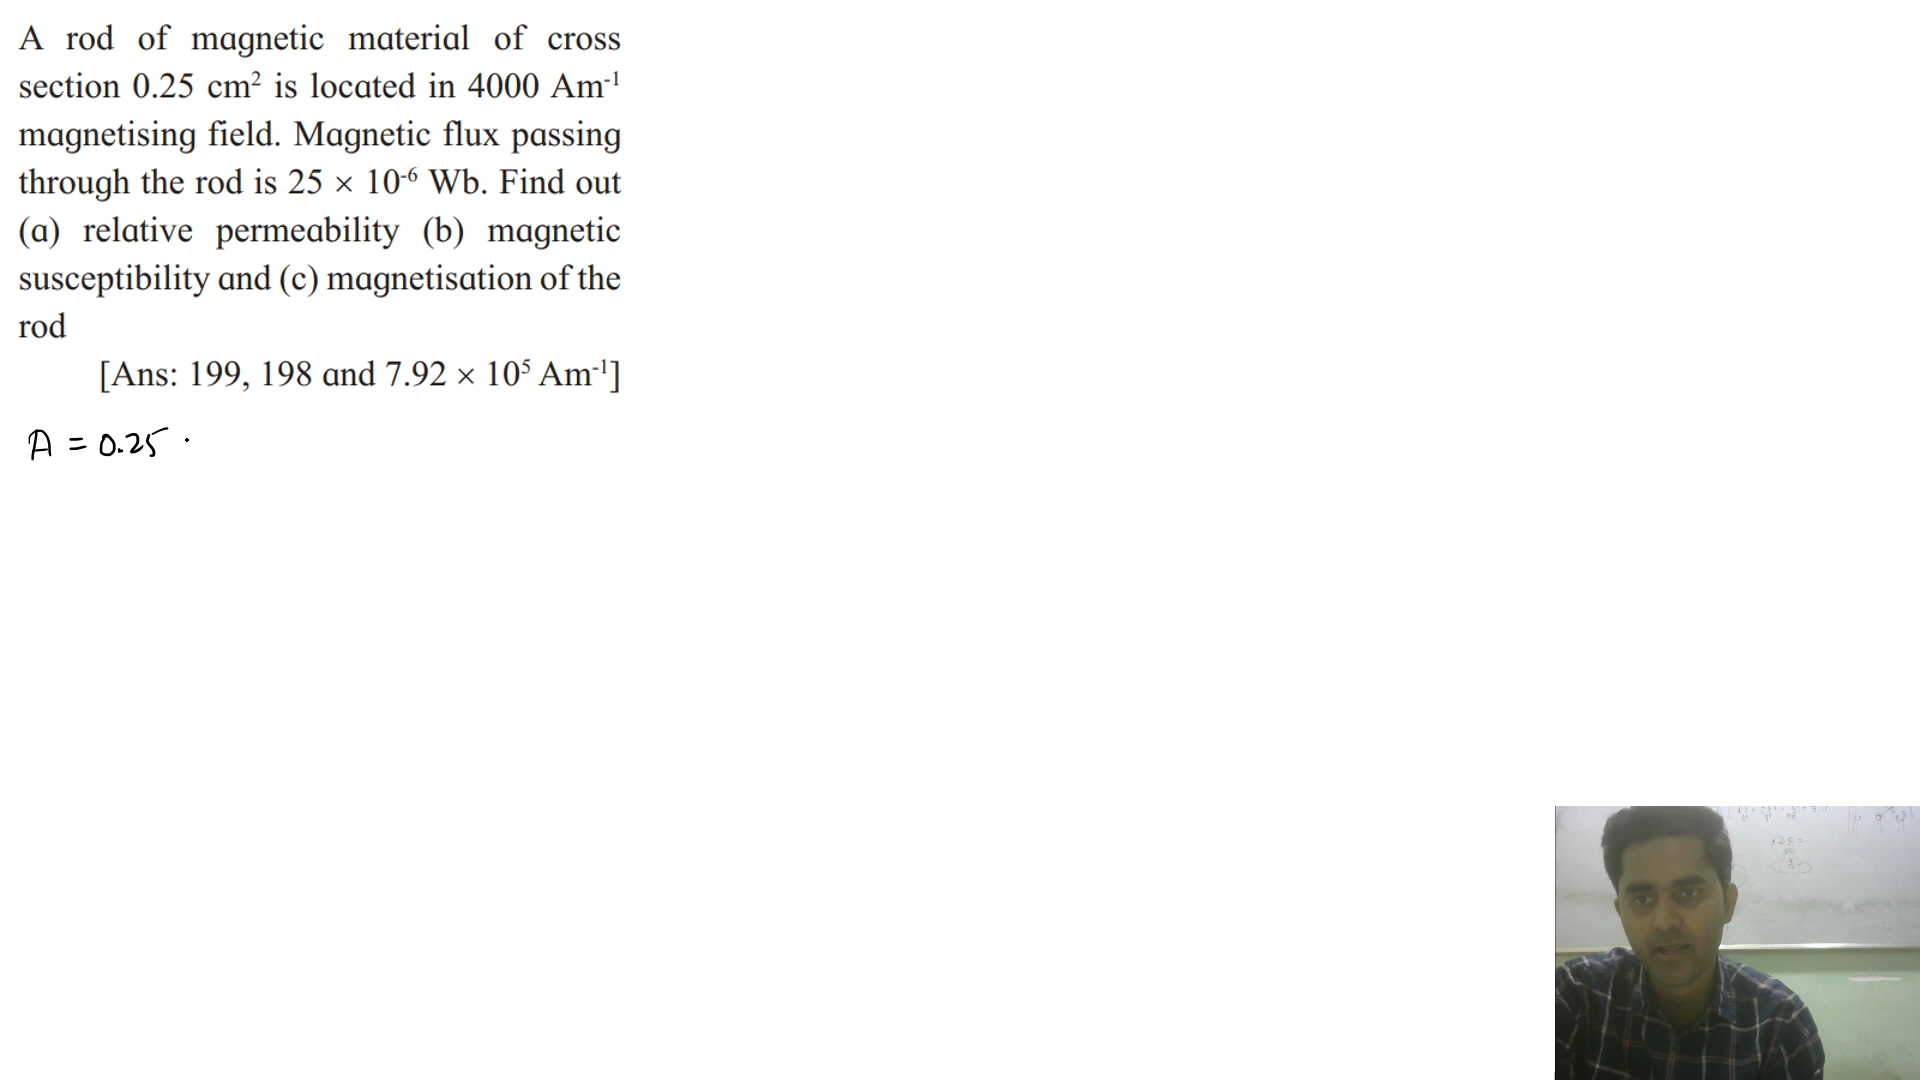 A rod of magnetic material of cross
section 0.25 cm² is located in 4000 Am⁻¹
magnetising field. Magnetic flux passing
through the rod is 25 × 10⁻⁶ Wb. Find out
(a) relative permeability (b) magnetic
susceptibility and (c) magnetisation of the
rod
[Ans: 199, 198 and 7.92 × 10⁵ Am⁻¹]
A = 0.25 ·